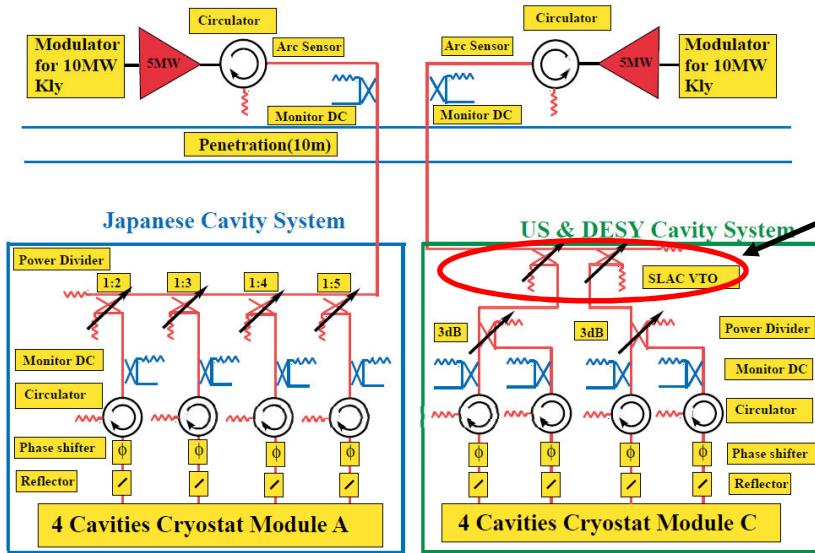 Circulator
Circulator
Modulator
for 10MW
Kly
5MW
Arc Sensor
Monitor DC
Arc Sensor
Monitor DC
5MW
Modulator
for 10MW
Kly
Penetration(10m)
Japanese Cavity System
US & DESY Cavity System
Power Divider
1:2
1:3
1:4
1:5
SLAC VTO
3dB
3dB
Power Divider
Monitor DC
Monitor DC
Circulator
Circulator
Phase shifter
ϕ
ϕ
ϕ
ϕ
ϕ
ϕ
ϕ
ϕ
Phase shifter
Reflector
Reflector
4 Cavities Cryostat Module A
4 Cavities Cryostat Module C